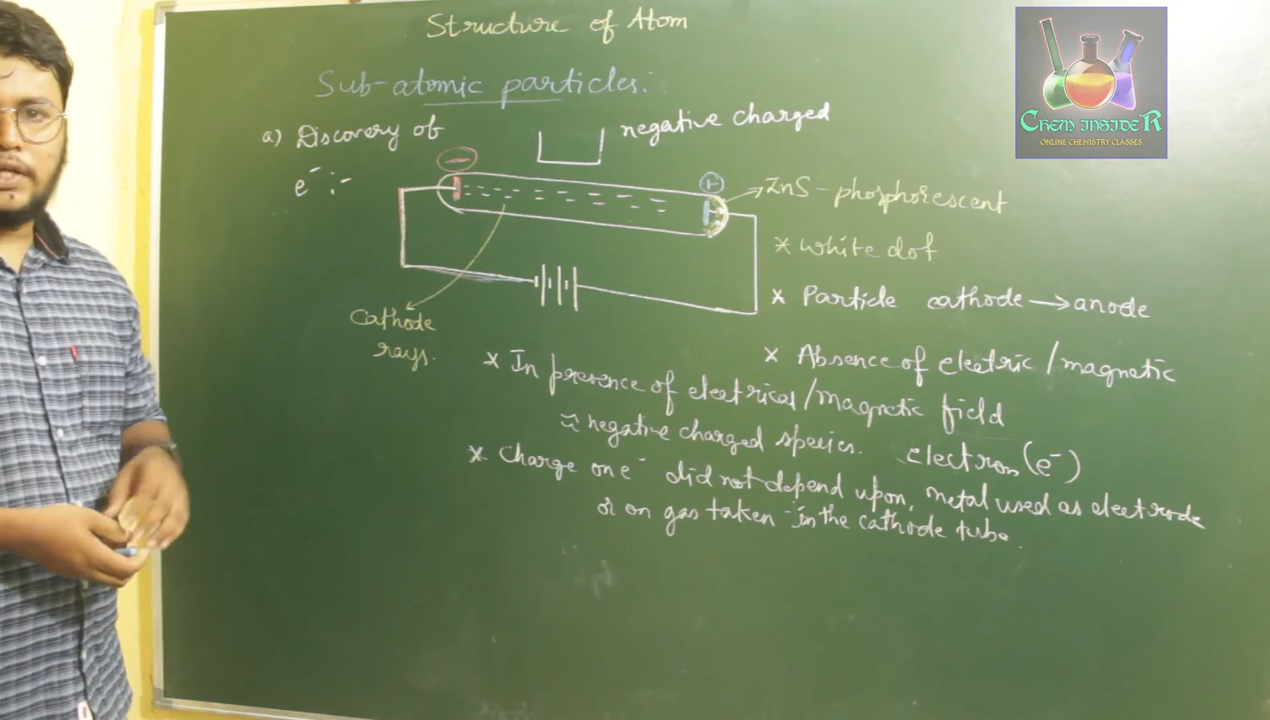 Structure of Atom
Sub-atomic particles:
a) Discovery of
e⁻ :-
negative charged
−
+
ZnS - phosphorescent
* white dot
* Particle cathode → anode
Cathode
rays.
* Absence of electric/magnetic
* In presence of electrical/magnetic field
≈ negative charged species. electron (e⁻)
* Charge on e⁻ did not depend upon, metal used as electrode
or on gas taken in the cathode tube.
CHEM INSIDER
ONLINE CHEMISTRY CLASSES